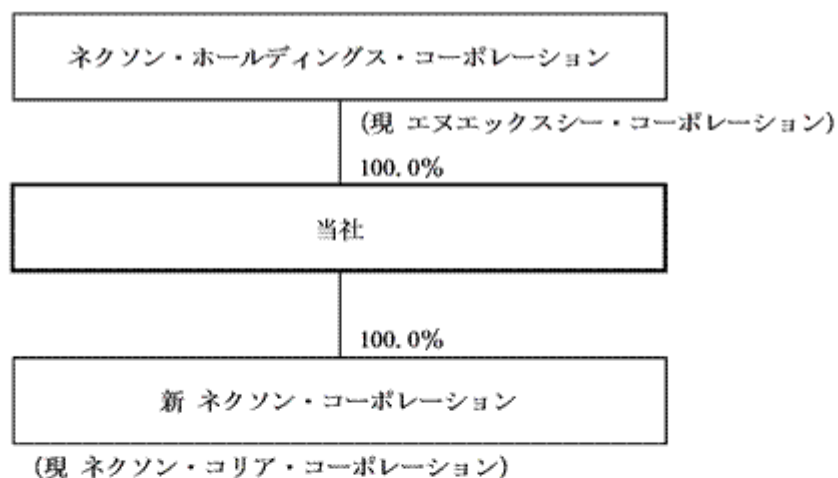 ネクソン・ホールディングス・コーポレーション
(現 エヌエックスシー・コーポレーション)
100.0%
当社
100.0%
新 ネクソン・コーポレーション
(現 ネクソン・コリア・コーポレーション)